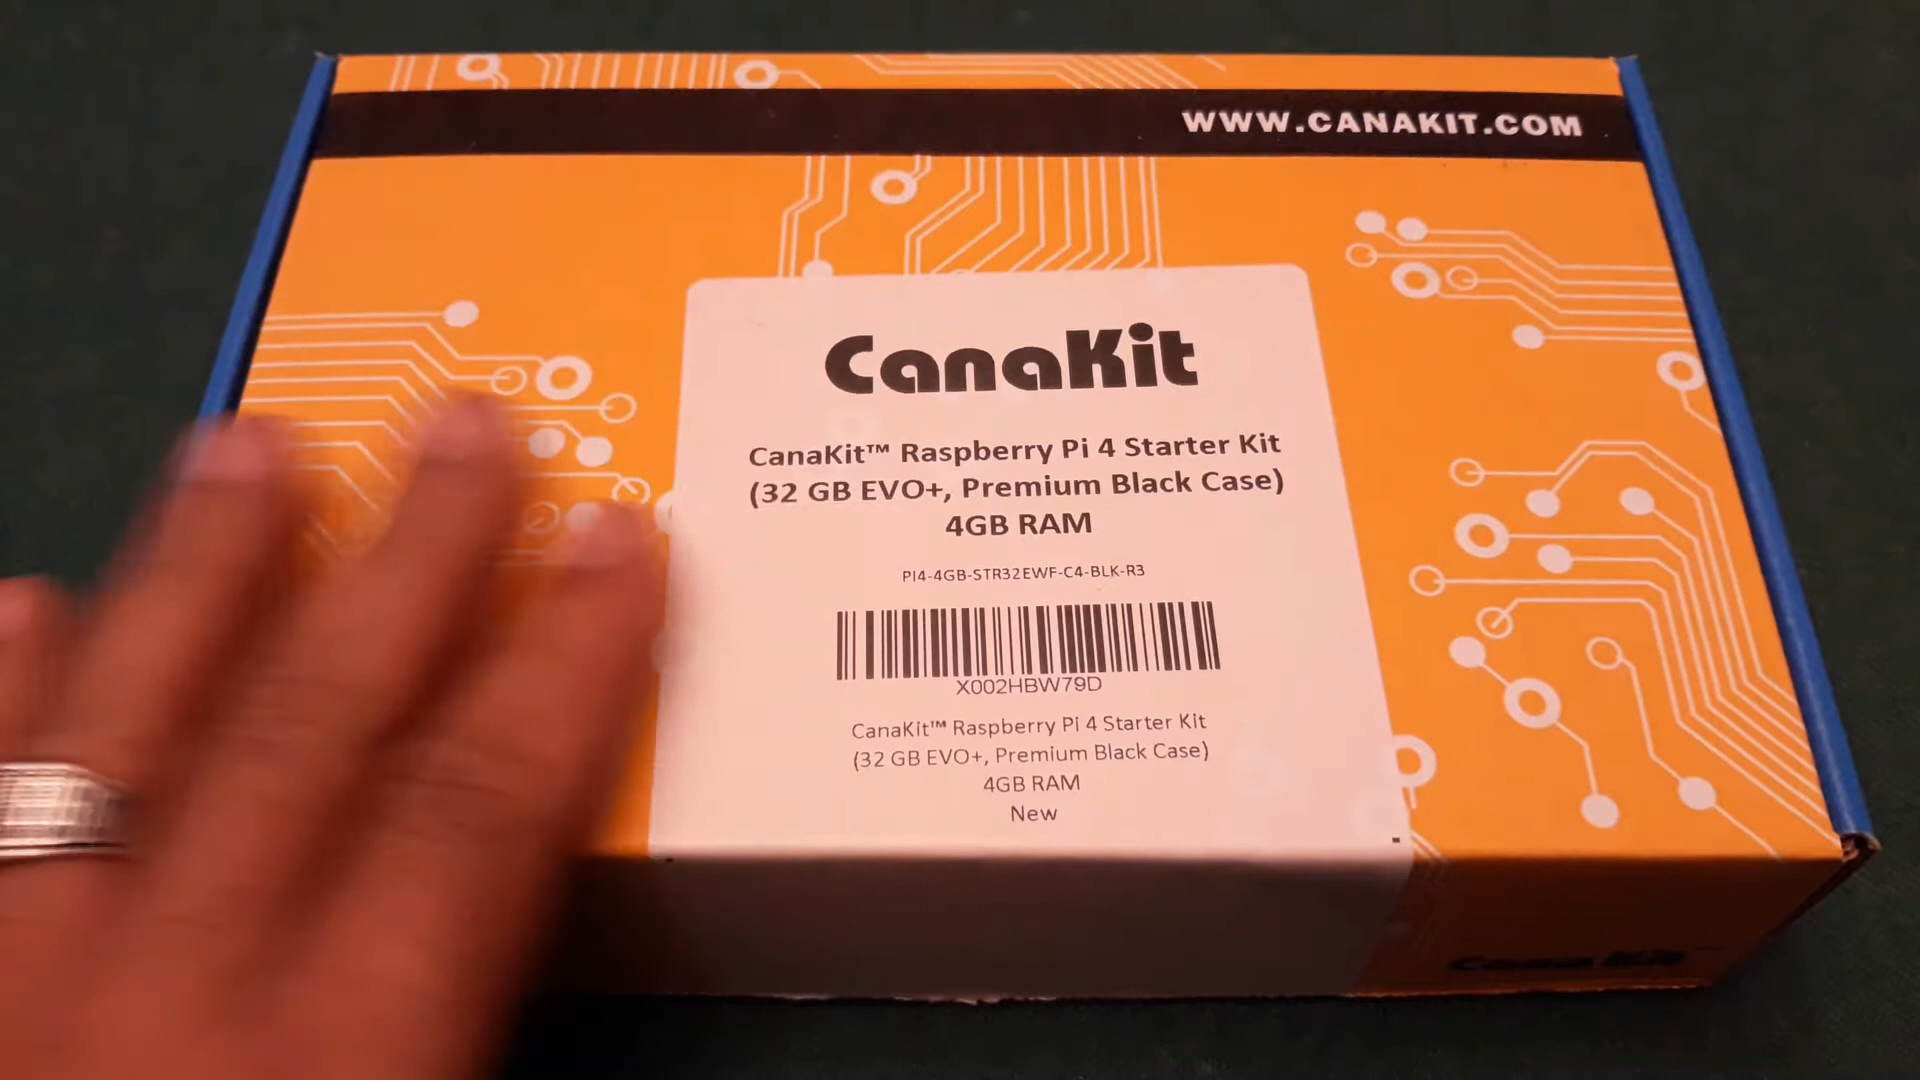 WWW.CANAKIT.COM
CanaKit
CanaKit™ Raspberry Pi 4 Starter Kit
(32 GB EVO+, Premium Black Case)
4GB RAM
PI4-4GB-STR32EWF-C4-BLK-R3
X002HBW79D
CanaKit™ Raspberry Pi 4 Starter Kit
(32 GB EVO+, Premium Black Case)
4GB RAM
New
CanaKit